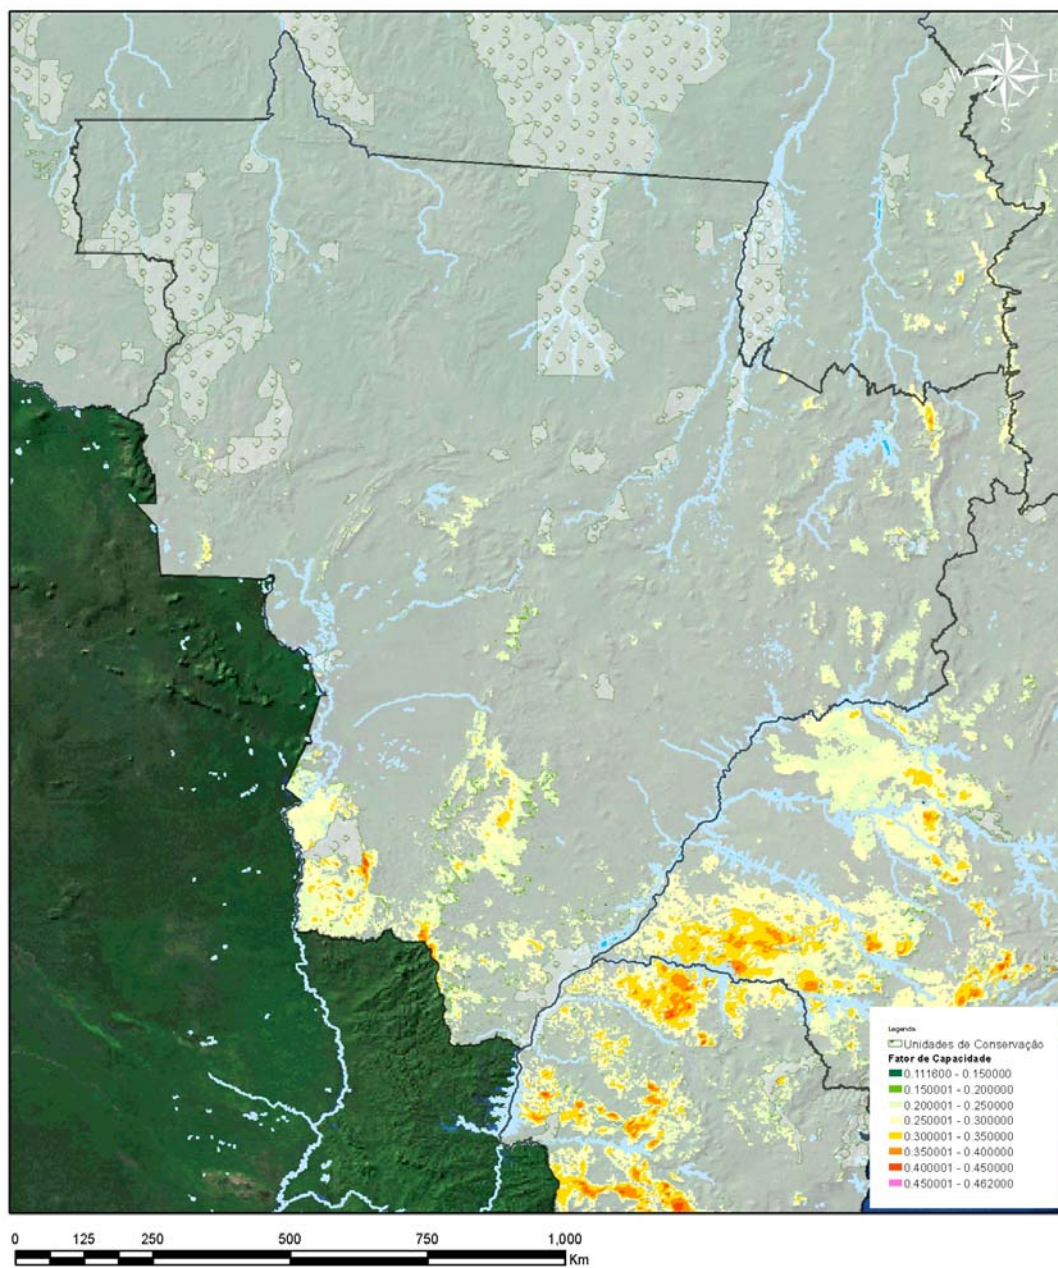 N
W E
S
Legenda
Unidades de Conservação
Fator de Capacidade
0.111600 - 0.150000
0.150001 - 0.200000
0.200001 - 0.250000
0.250001 - 0.300000
0.300001 - 0.350000
0.350001 - 0.400000
0.400001 - 0.450000
0.450001 - 0.462000
0 125 250 500 750 1,000
Km